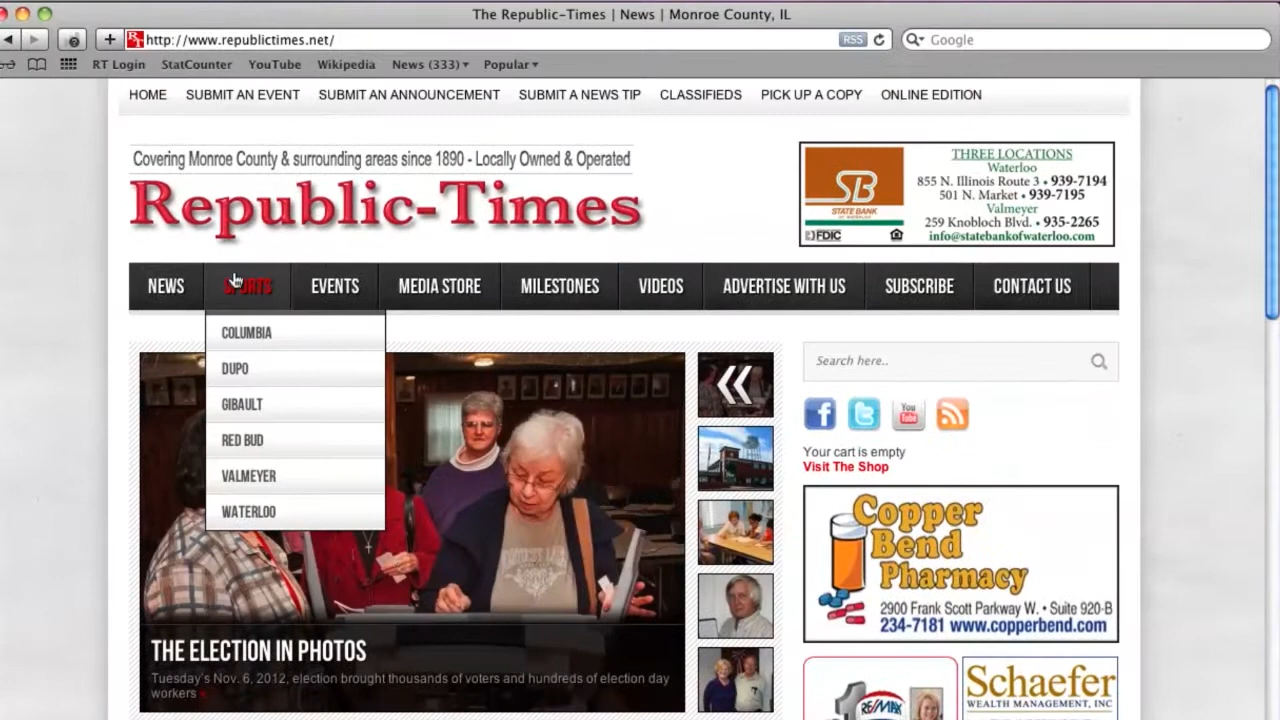 The Republic-Times | News | Monroe County, IL
http://www.republictimes.net/
RSS
Google
RT Login
StatCounter
YouTube
Wikipedia
News (333)
Popular
HOME
SUBMIT AN EVENT
SUBMIT AN ANNOUNCEMENT
SUBMIT A NEWS TIP
CLASSIFIEDS
PICK UP A COPY
ONLINE EDITION
Covering Monroe County & surrounding areas since 1890 - Locally Owned & Operated
Republic-Times
SB
STATE BANK
OF WATERLOO
FDIC
THREE LOCATIONS
Waterloo
855 N. Illinois Route 3 • 939-7194
501 N. Market • 939-7195
Valmeyer
259 Knobloch Blvd. • 935-2265
info@statebankofwaterloo.com
NEWS
SPORTS
EVENTS
MEDIA STORE
MILESTONES
VIDEOS
ADVERTISE WITH US
SUBSCRIBE
CONTACT US
COLUMBIA
DUPO
GIBAULT
RED BUD
VALMEYER
WATERLOO
THE ELECTION IN PHOTOS
Tuesday's Nov. 6, 2012, election brought thousands of voters and hundreds of election day
workers
Search here..
You
Tube
Your cart is empty
Visit The Shop
Copper
Bend
Pharmacy
2900 Frank Scott Parkway W. • Suite 920-B
234-7181 www.copperbend.com
RE/MAX
Schaefer
WEALTH MANAGEMENT, INC